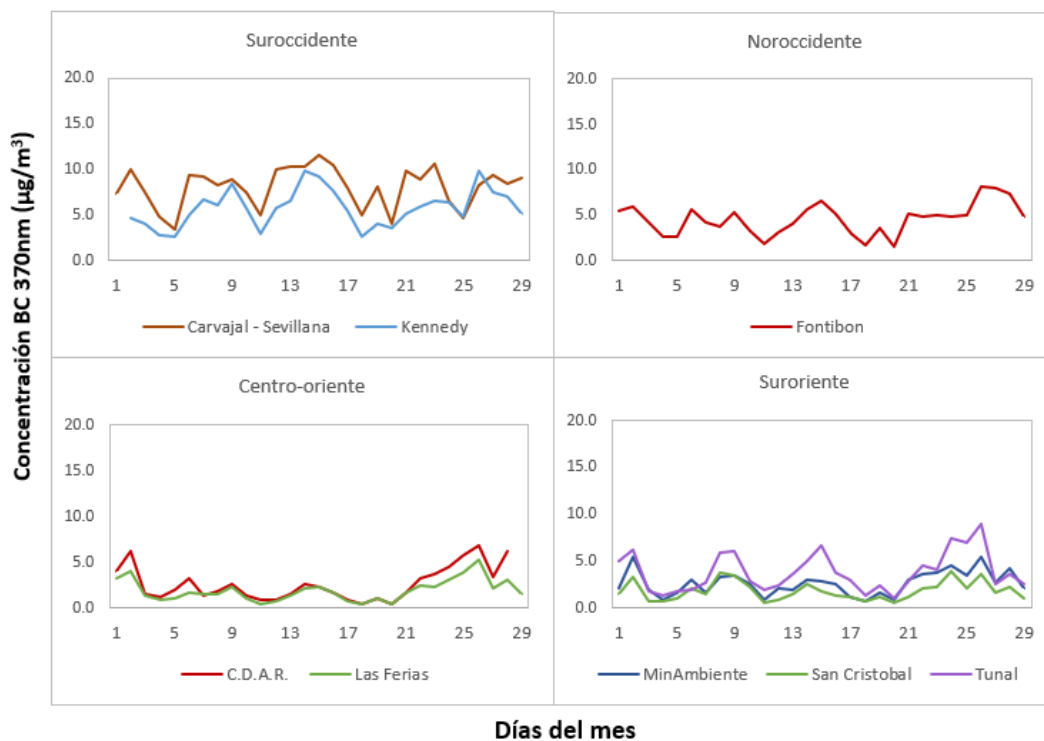 Concentración BC 370nm (µg/m³)
Suroccidente
20.0
15.0
10.0
5.0
0.0
1 5 9 13 17 21 25 29
Carvajal - Sevillana Kennedy
Noroccidente
20.0
15.0
10.0
5.0
0.0
1 5 9 13 17 21 25 29
Fontibon
Centro-oriente
20.0
15.0
10.0
5.0
0.0
1 5 9 13 17 21 25 29
C.D.A.R. Las Ferias
Suroriente
20.0
15.0
10.0
5.0
0.0
1 5 9 13 17 21 25 29
MinAmbiente San Cristobal Tunal
Días del mes